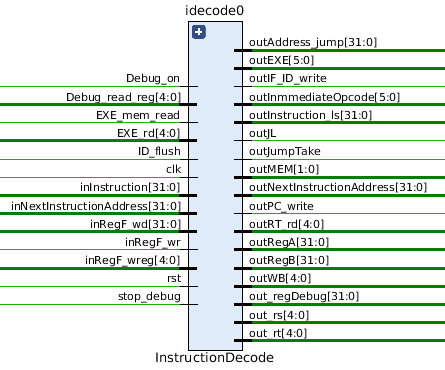 idecode0
Debug_on
Debug_read_reg[4:0]
EXE_mem_read
EXE_rd[4:0]
ID_flush
clk
inInstruction[31:0]
inNextInstructionAddress[31:0]
inRegF_wd[31:0]
inRegF_wr
inRegF_wreg[4:0]
rst
stop_debug
outAddress_jump[31:0]
outEXE[5:0]
outIF_ID_write
outInmmediateOpcode[5:0]
outInstruction_ls[31:0]
outJL
outJumpTake
outMEM[1:0]
outNextInstructionAddress[31:0]
outPC_write
outRT_rd[4:0]
outRegA[31:0]
outRegB[31:0]
outWB[4:0]
out_regDebug[31:0]
out_rs[4:0]
out_rt[4:0]
InstructionDecode